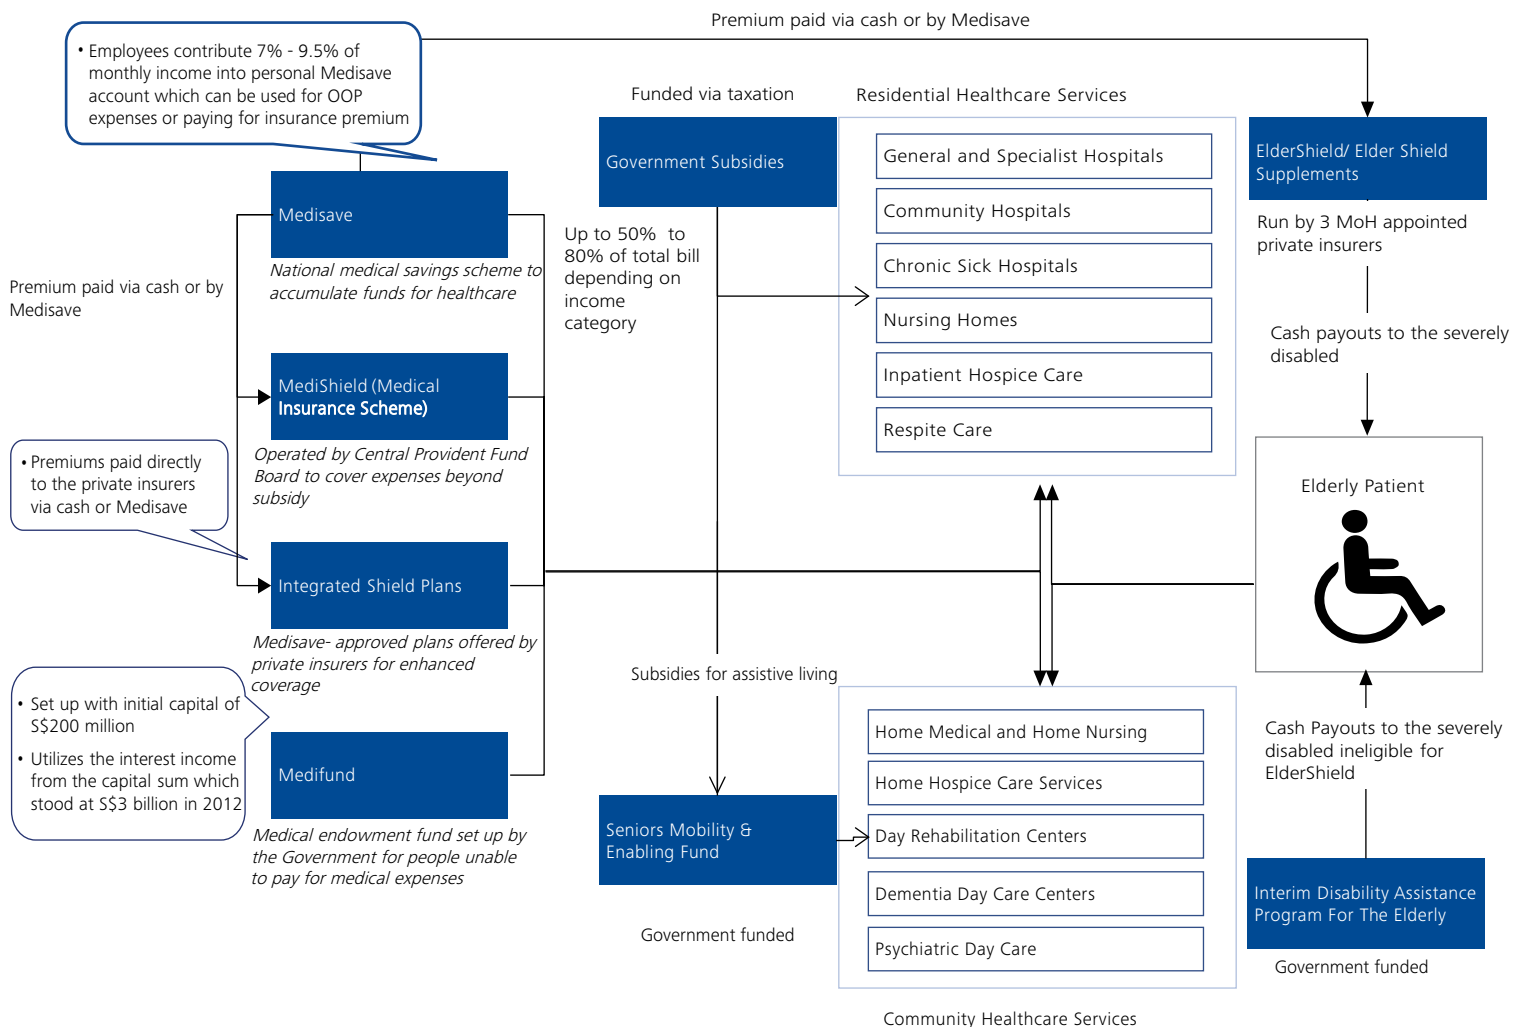 Premium paid via cash or by Medisave
• Employees contribute 7% - 9.5% of
monthly income into personal Medisave
account which can be used for OOP
expenses or paying for insurance premium
Medisave
National medical savings scheme to
accumulate funds for healthcare
Premium paid via cash or by
Medisave
MediShield (Medical
Insurance Scheme)
Operated by Central Provident Fund
Board to cover expenses beyond
subsidy
• Premiums paid directly
to the private insurers
via cash or Medisave
Integrated Shield Plans
Medisave- approved plans offered by
private insurers for enhanced
coverage
• Set up with initial capital of
S$200 million
• Utilizes the interest income
from the capital sum which
stood at S$3 billion in 2012
Medifund
Medical endowment fund set up by
the Government for people unable
to pay for medical expenses
Funded via taxation
Government Subsidies
Up to 50% to
80% of total bill
depending on
income
category
Subsidies for assistive living
Seniors Mobility &
Enabling Fund
Government funded
Residential Healthcare Services
General and Specialist Hospitals
Community Hospitals
Chronic Sick Hospitals
Nursing Homes
Inpatient Hospice Care
Respite Care
Home Medical and Home Nursing
Home Hospice Care Services
Day Rehabilitation Centers
Dementia Day Care Centers
Psychiatric Day Care
Community Healthcare Services
ElderShield/ Elder Shield
Supplements
Run by 3 MoH appointed
private insurers
Cash payouts to the severely
disabled
Elderly Patient
Cash Payouts to the severely
disabled ineligible for
ElderShield
Interim Disability Assistance
Program For The Elderly
Government funded